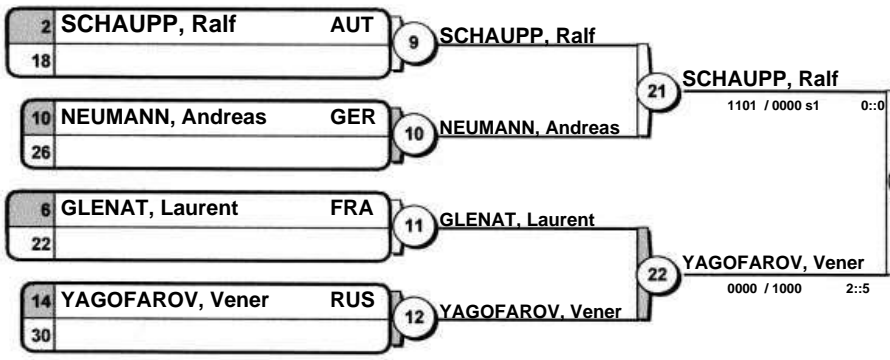 2 SCHAUPP, Ralf AUT
18
9 SCHAUPP, Ralf
10 NEUMANN, Andreas GER
26
10 NEUMANN, Andreas
21 SCHAUPP, Ralf
1101 / 0000 s1 0::0
6 GLENAT, Laurent FRA
22
11 GLENAT, Laurent
14 YAGOFAROV, Vener RUS
30
12 YAGOFAROV, Vener
22 YAGOFAROV, Vener
0000 / 1000 2::5